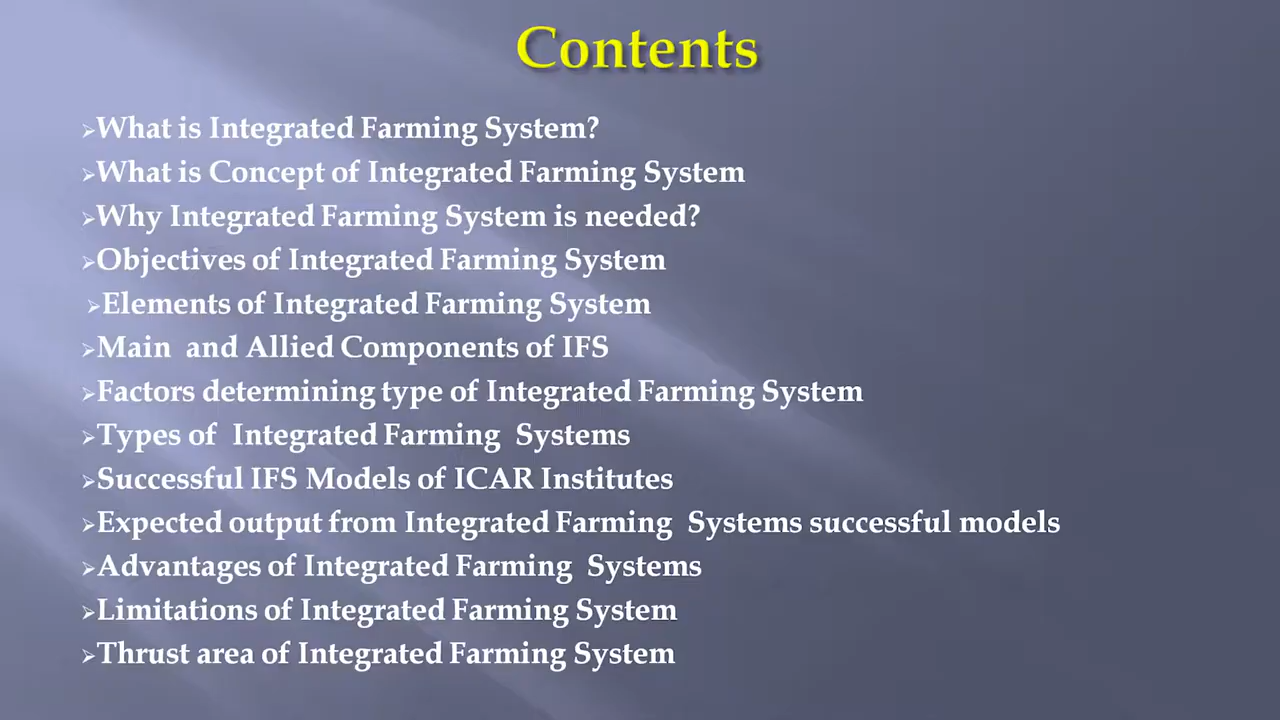 Contents
➢What is Integrated Farming System?
➢What is Concept of Integrated Farming System
➢Why Integrated Farming System is needed?
➢Objectives of Integrated Farming System
➢Elements of Integrated Farming System
➢Main and Allied Components of IFS
➢Factors determining type of Integrated Farming System
➢Types of Integrated Farming Systems
➢Successful IFS Models of ICAR Institutes
➢Expected output from Integrated Farming Systems successful models
➢Advantages of Integrated Farming Systems
➢Limitations of Integrated Farming System
➢Thrust area of Integrated Farming System